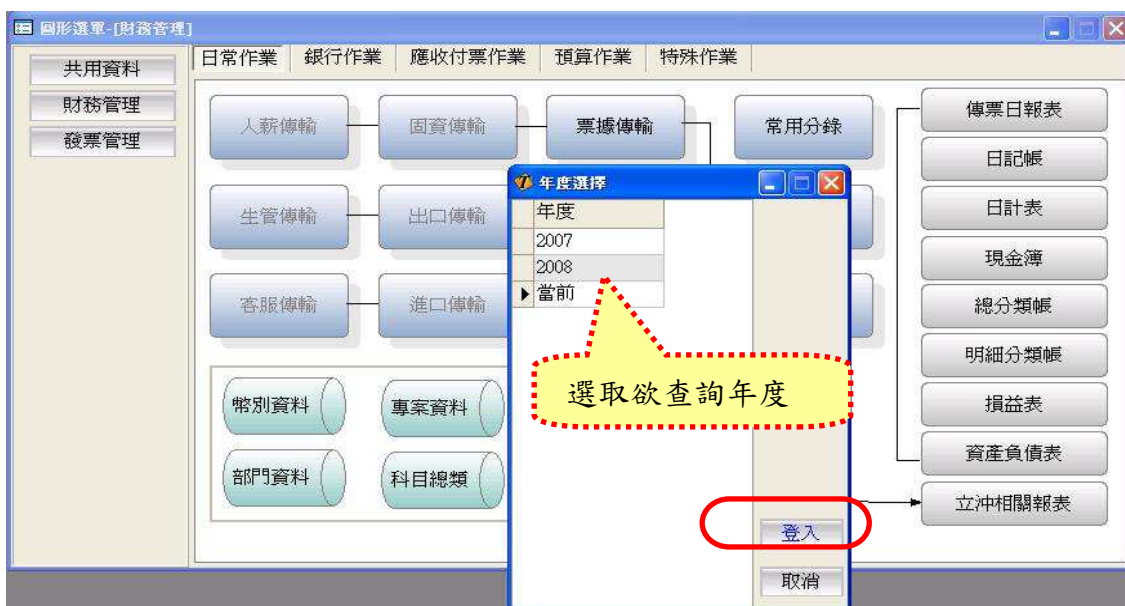 圖形選單-[財務管理]
共用資料
財務管理
發票管理
日常作業 銀行作業 應收付票作業 預算作業 特殊作業
人薪傳輸 固資傳輸 票據傳輸 常用分錄
生管傳輸 出口傳輸
客服傳輸 進口傳輸
幣別資料 專案資料
部門資料 科目總類
年度選擇
年度
2007
2008
當前
選取欲查詢年度
登入
取消
傳票日報表
日記帳
日計表
現金簿
總分類帳
明細分類帳
損益表
資產負債表
立沖相關報表